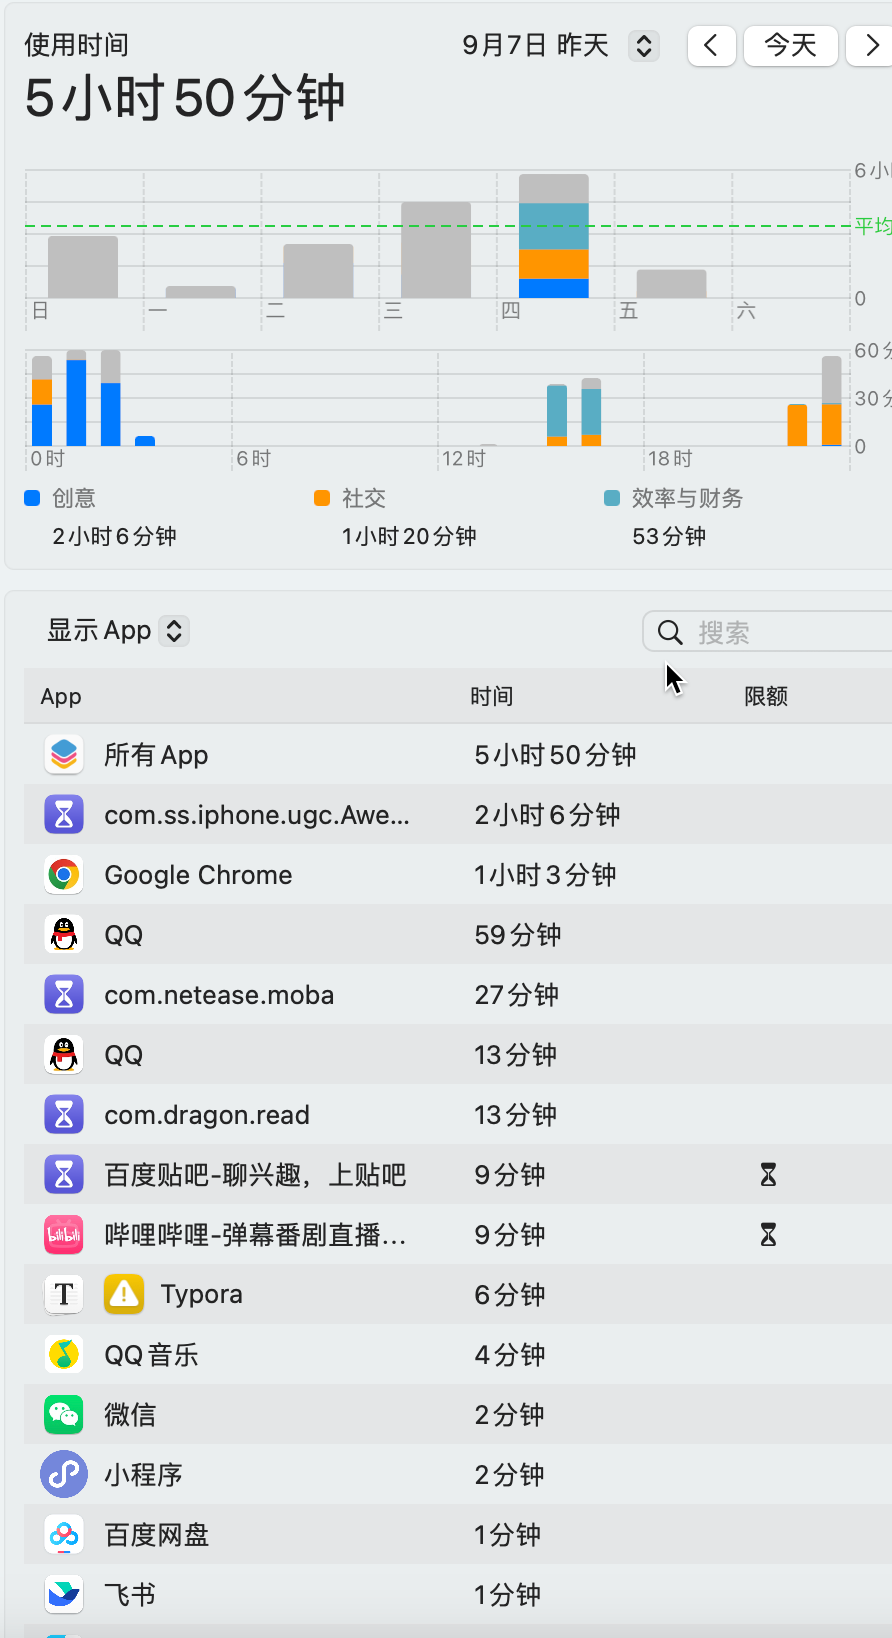 使用时间
9月7日 昨天
今天
5小时50分钟
6小
平均
0
日 一 二 三 四 五 六
60分
30分
0
0时 6时 12时 18时
创意 社交 效率与财务
2小时6分钟 1小时20分钟 53分钟
显示App
搜索
App 时间 限额
所有App 5小时50分钟
com.ss.iphone.ugc.Awe... 2小时6分钟
Google Chrome 1小时3分钟
QQ 59分钟
com.netease.moba 27分钟
QQ 13分钟
com.dragon.read 13分钟
百度贴吧-聊兴趣，上贴吧 9分钟
bilibili 哔哩哔哩-弹幕番剧直播... 9分钟
T Typora 6分钟
QQ音乐 4分钟
微信 2分钟
小程序 2分钟
百度网盘 1分钟
飞书 1分钟